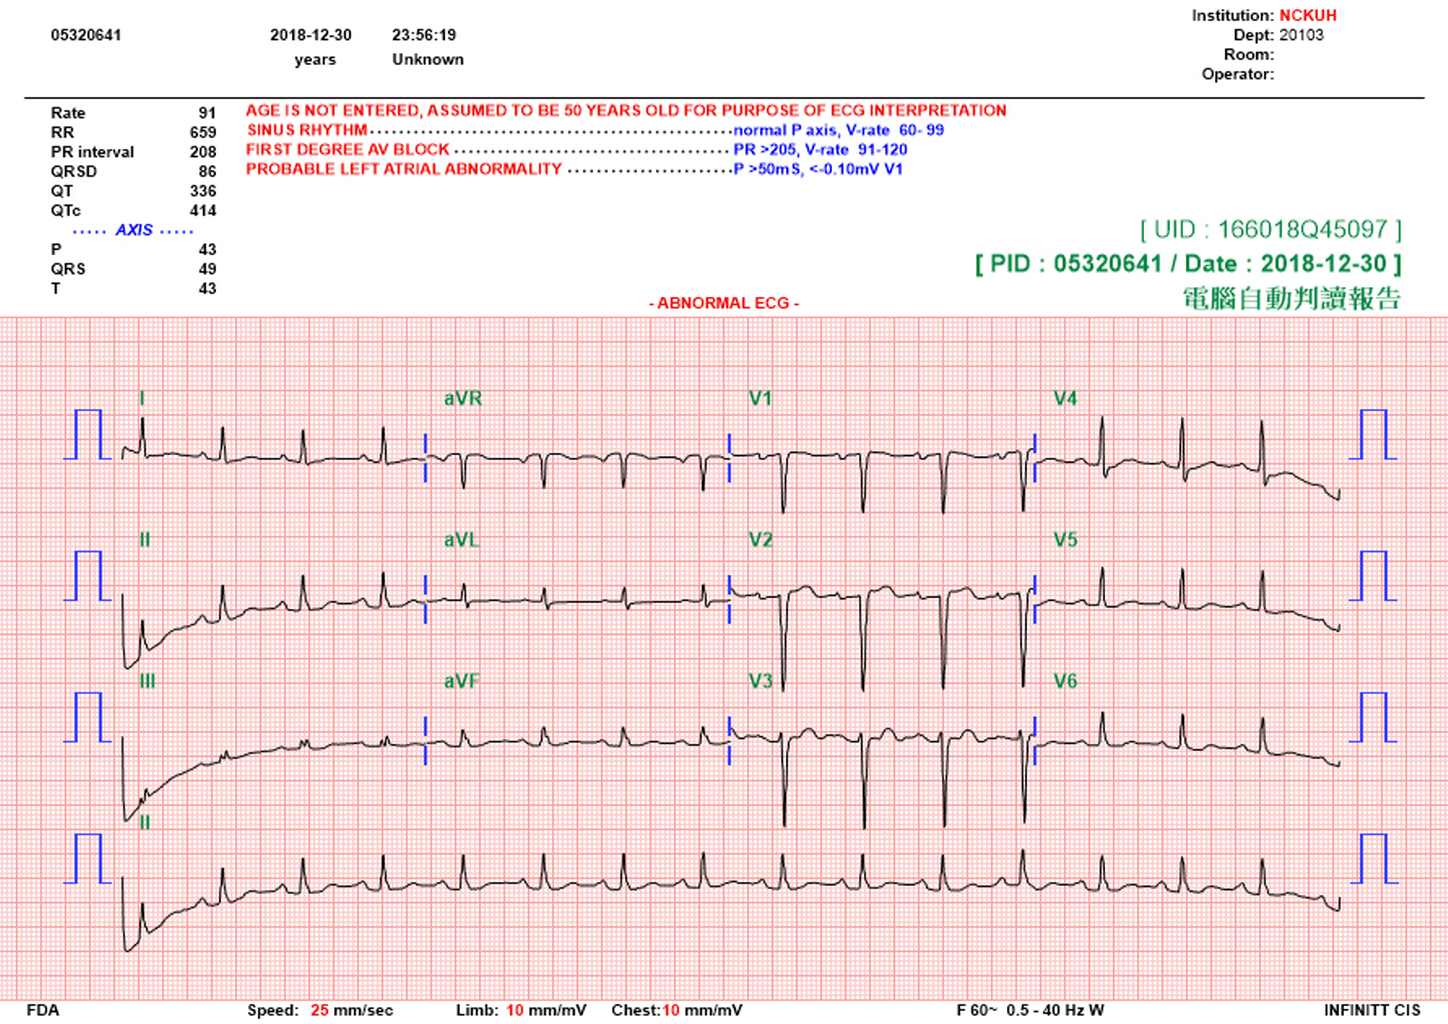 Institution: NCKUH
05320641 2018-12-30 23:56:19 Dept: 20103
years Unknown Room:
Operator:
Rate 91 AGE IS NOT ENTERED, ASSUMED TO BE 50 YEARS OLD FOR PURPOSE OF ECG INTERPRETATION
RR 659 SINUS RHYTHM.......................................................normal P axis, V-rate 60- 99
PR interval 208 FIRST DEGREE AV BLOCK..........................................PR >205, V-rate 91-120
QRSD 86 PROBABLE LEFT ATRIAL ABNORMALITY.........................P >50mS, <-0.10mV V1
QT 336
QTc 414
..... AXIS .....
P 43
QRS 49
T 43
[ UID : 166018Q45097 ]
[ PID : 05320641 / Date : 2018-12-30 ]
電腦自動判讀報告
- ABNORMAL ECG -
I aVR V1 V4
II aVL V2 V5
III aVF V3 V6
II
FDA Speed: 25 mm/sec Limb: 10 mm/mV Chest:10 mm/mV F 60~ 0.5 - 40 Hz W INFINITT CIS